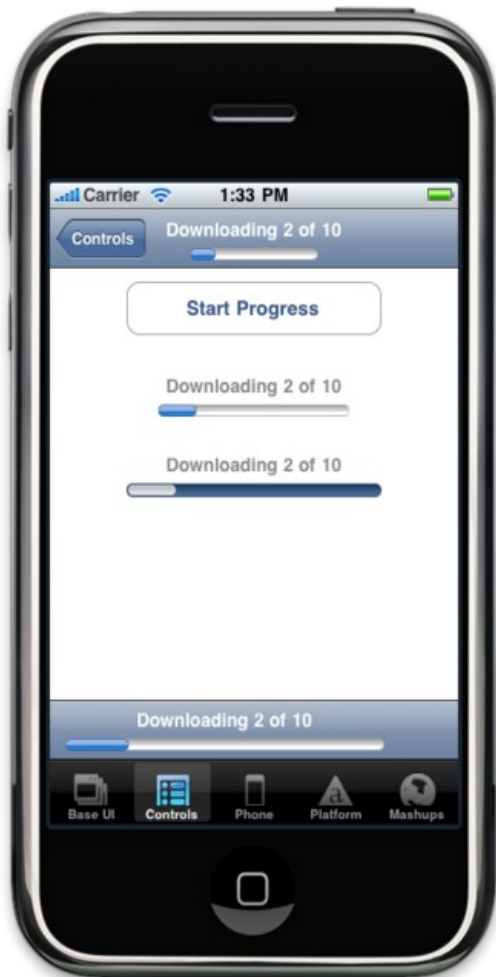 Carrier 1:33 PM
Controls Downloading 2 of 10
Start Progress
Downloading 2 of 10
Downloading 2 of 10
Downloading 2 of 10
a
Base UI Controls Phone Platform Mashups